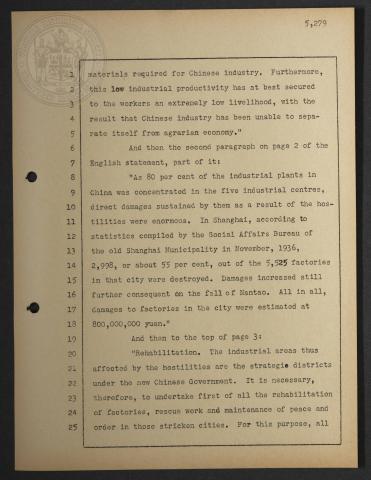 5,279
1 materials required for Chinese industry. Furthermore,
2 this low industrial productivity has at best secured
3 to the workers an extremely low livelihood, with the
4 result that Chinese industry has been unable to sepa-
5 rate itself from agrarian economy."
6 And then the second paragraph on page 2 of the
7 English statement, part of it:
8 "As 80 per cent of the industrial plants in
9 China was concentrated in the five industrial centres,
10 direct damages sustained by them as a result of the hos-
11 tilities were enormous. In Shanghai, according to
12 statistics compiled by the Social Affairs Bureau of
13 the old Shanghai Municipality in November, 1936,
14 2,998, or about 55 per cent, out of the 5,525 factories
15 in that city were destroyed. Damages increased still
16 further consequent on the fall of Nantao. All in all,
17 damages to factories in the city were estimated at
18 800,000,000 yuan."
19 And then to the top of page 3:
20 "Rehabilitation. The industrial areas thus
21 affected by the hostilities are the strategic districts
22 under the new Chinese Government. It is necessary,
23 therefore, to undertake first of all the rehabilitation
24 of factories, rescue work and maintenance of peace and
25 order in those stricken cities. For this purpose, all